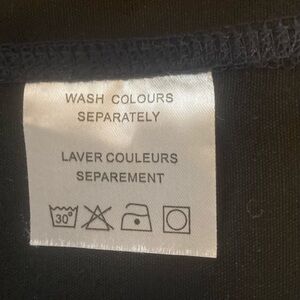 WASH COLOURS
SEPARATELY
LAVER COULEURS
SEPAREMENT
30°